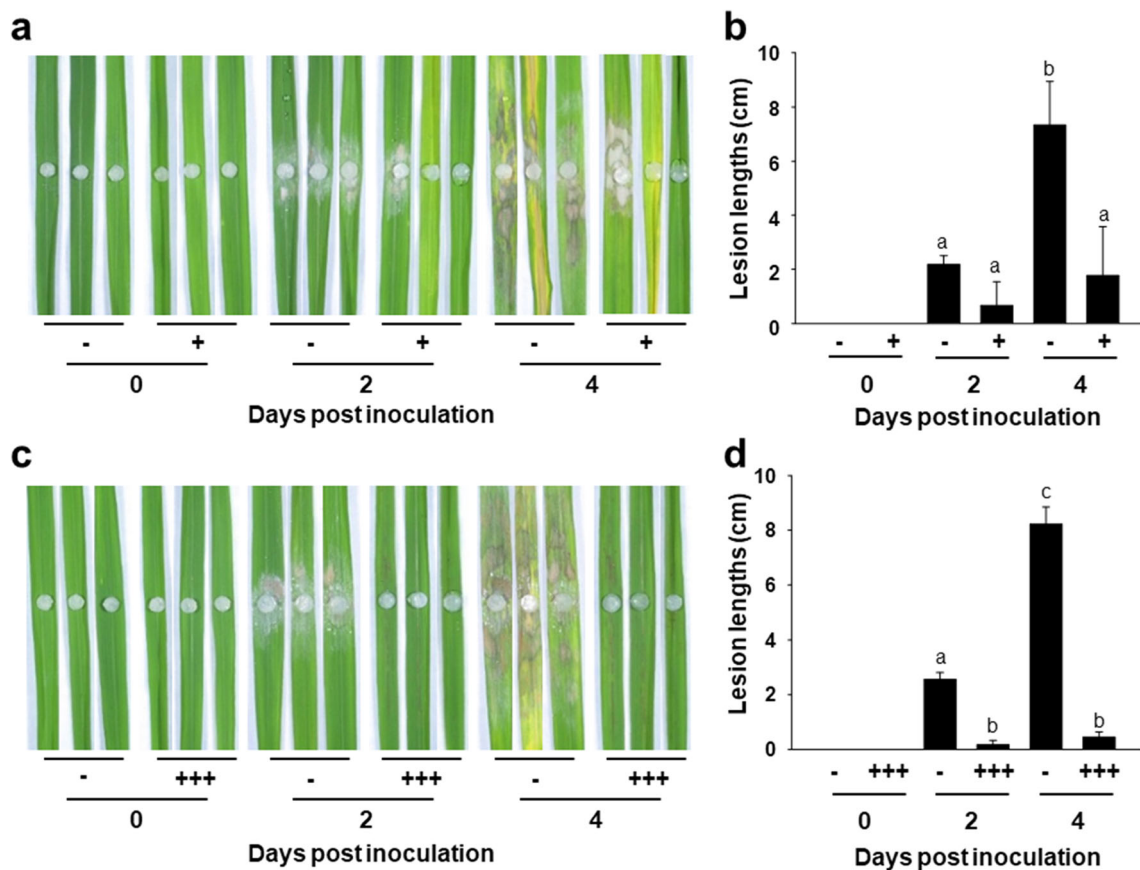 a
- + - + - +
0 2 4
Days post inoculation
b
Lesion lengths (cm)
10
8
6
4
2
0
a a b a
- + - + - +
0 2 4
Days post inoculation
c
- +++ - +++ - +++
0 2 4
Days post inoculation
d
Lesion lengths (cm)
10
8
6
4
2
0
a b c b
- +++ - +++ - +++
0 2 4
Days post inoculation